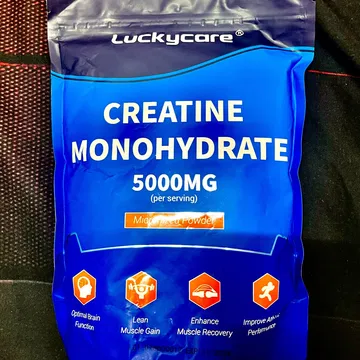 Luckycare®
CREATINE
MONOHYDRATE
5000MG
(per serving)
Powder
Optimal Brain
Function
Lean
Muscle Gain
Enhance
Muscle Recovery
Improve
Performance